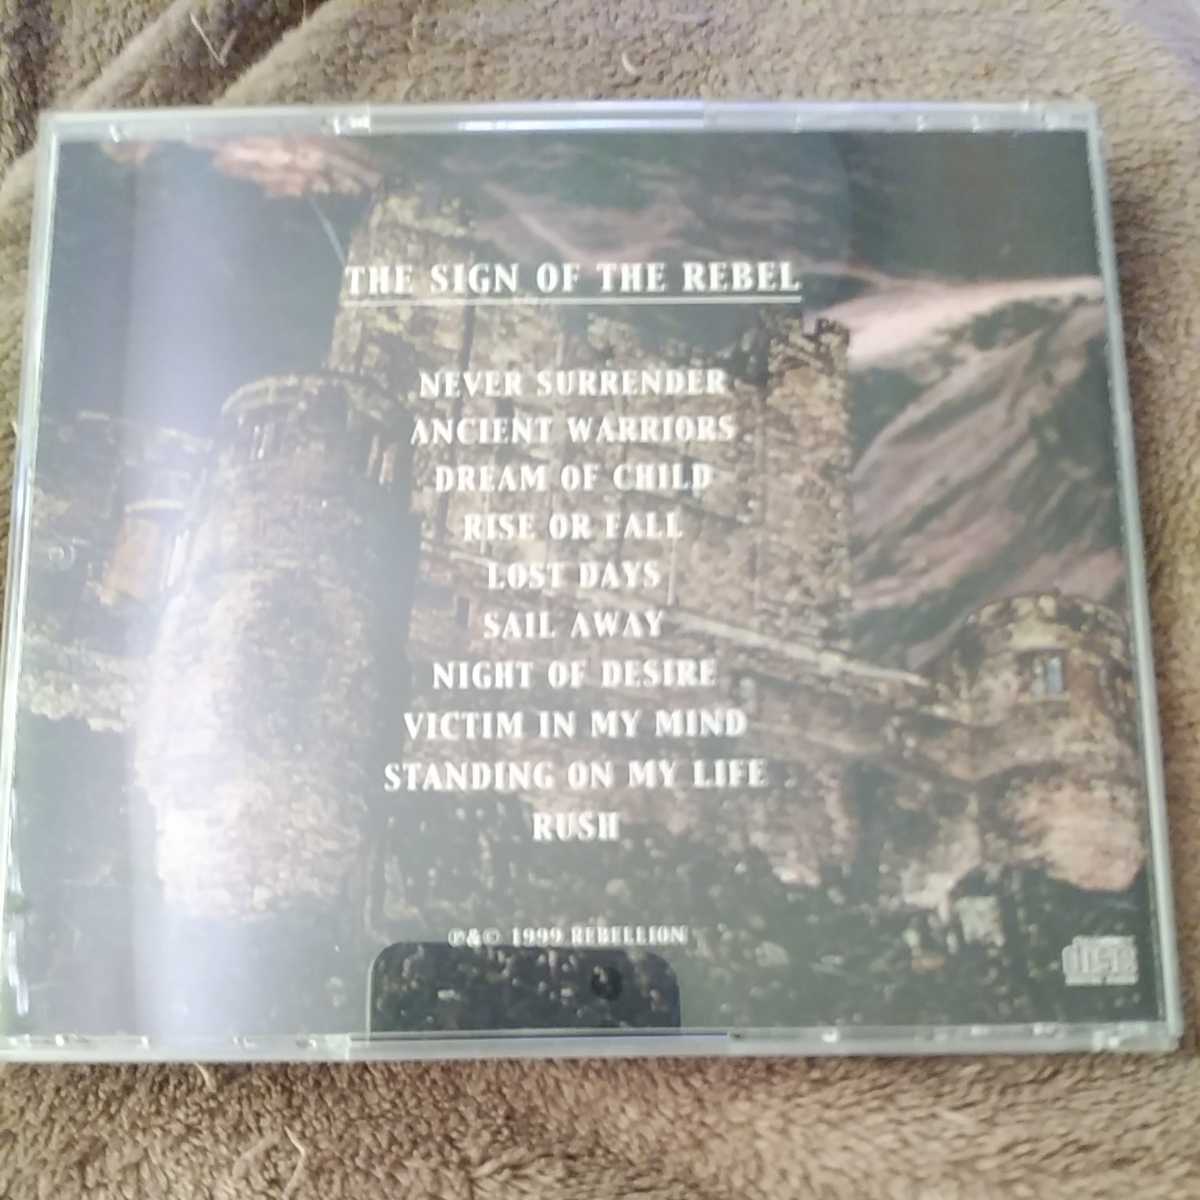 THE SIGN OF THE REBEL
NEVER SURRENDER
ANCIENT WARRIORS
DREAM OF CHILD
RISE OR FALL
LOST DAYS
SAIL AWAY
NIGHT OF DESIRE
VICTIM IN MY MIND
STANDING ON MY LIFE
RUSH
℗&© 1999 REBELLION